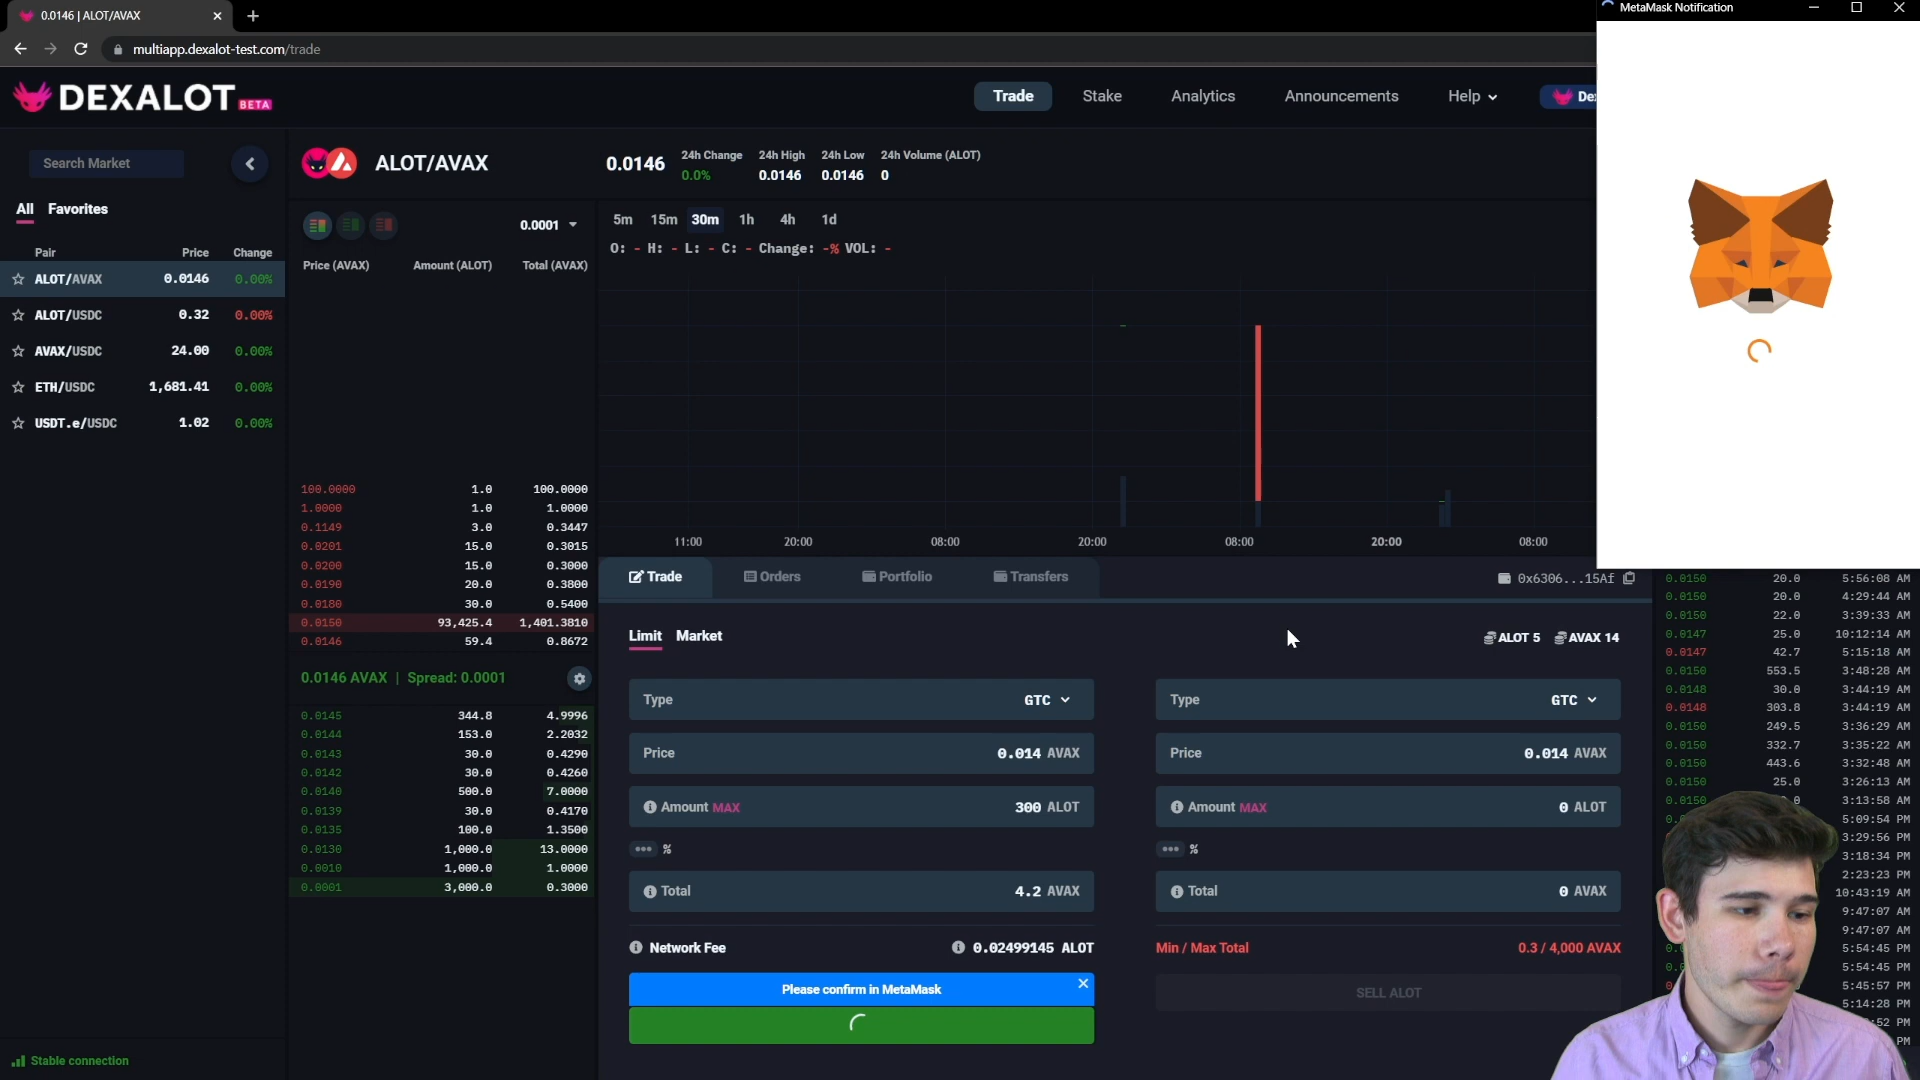 0.0146 | ALOT/AVAX
MetaMask Notification
multiapp.dexalot-test.com/trade
DEXALOT BETA
Trade
Stake
Analytics
Announcements
Help
Search Market
ALOT/AVAX
0.0146
24h Change
0.0%
24h High
0.0146
24h Low
0.0146
24h Volume (ALOT)
0
All Favorites
Pair Price Change
ALOT/AVAX 0.0146 0.00%
ALOT/USDC 0.32 0.00%
AVAX/USDC 24.00 0.00%
ETH/USDC 1,681.41 0.00%
USDT.e/USDC 1.02 0.00%
0.0001
Price (AVAX) Amount (ALOT) Total (AVAX)
100.0000 1.0 100.0000
1.0000 1.0 1.0000
0.1149 3.0 0.3447
0.0201 15.0 0.3015
0.0200 15.0 0.3000
0.0190 20.0 0.3800
0.0180 30.0 0.5400
0.0150 93,425.4 1,401.3810
0.0146 59.4 0.8672
0.0146 AVAX | Spread: 0.0001
0.0145 344.8 4.9996
0.0144 153.0 2.2032
0.0143 30.0 0.4290
0.0142 30.0 0.4260
0.0140 500.0 7.0000
0.0139 30.0 0.4170
0.0135 100.0 1.3500
0.0130 1,000.0 13.0000
0.0010 1,000.0 1.0000
0.0001 3,000.0 0.3000
5m 15m 30m 1h 4h 1d
O: - H: - L: - C: - Change: -% VOL: -
11:00 20:00 08:00 20:00 08:00 20:00 08:00
Trade Orders Portfolio Transfers
0x6306...15Af
Limit Market
ALOT 5 AVAX 14
Type GTC
Price 0.014 AVAX
Amount MAX 300 ALOT
%
Total 4.2 AVAX
Network Fee 0.02499145 ALOT
Please confirm in MetaMask
Type GTC
Price 0.014 AVAX
Amount MAX 0 ALOT
%
Total 0 AVAX
Min / Max Total 0.3 / 4,000 AVAX
SELL ALOT
0.0150 20.0 5:56:08 AM
0.0150 20.0 4:29:44 AM
0.0150 22.0 3:39:33 AM
0.0147 25.0 10:12:14 AM
0.0147 42.7 5:15:18 AM
0.0150 553.5 3:48:28 AM
0.0148 30.0 3:44:19 AM
0.0148 303.8 3:44:19 AM
0.0150 249.5 3:36:29 AM
0.0150 332.7 3:35:22 AM
0.0150 443.6 3:32:48 AM
0.0150 25.0 3:26:13 AM
0.0150 3:13:58 AM
5:09:54 PM
3:29:56 PM
3:18:34 PM
2:23:23 PM
10:43:19 AM
9:47:07 AM
9:47:07 AM
5:54:45 PM
5:54:45 PM
5:45:57 PM
5:14:28 PM
:52 PM
PM
Stable connection